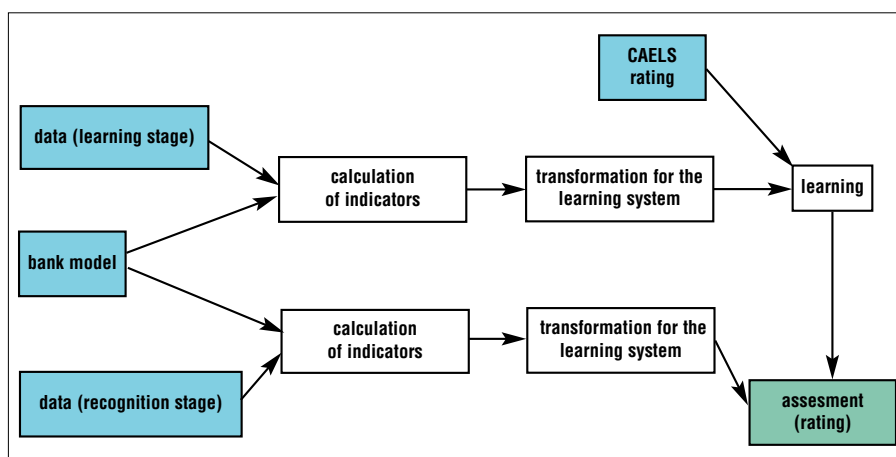 CAELS
rating
data (learning stage)
calculation
of indicators
transformation for the
learning system
learning
bank model
calculation
of indicators
transformation for the
learning system
data (recognition stage)
assesment
(rating)